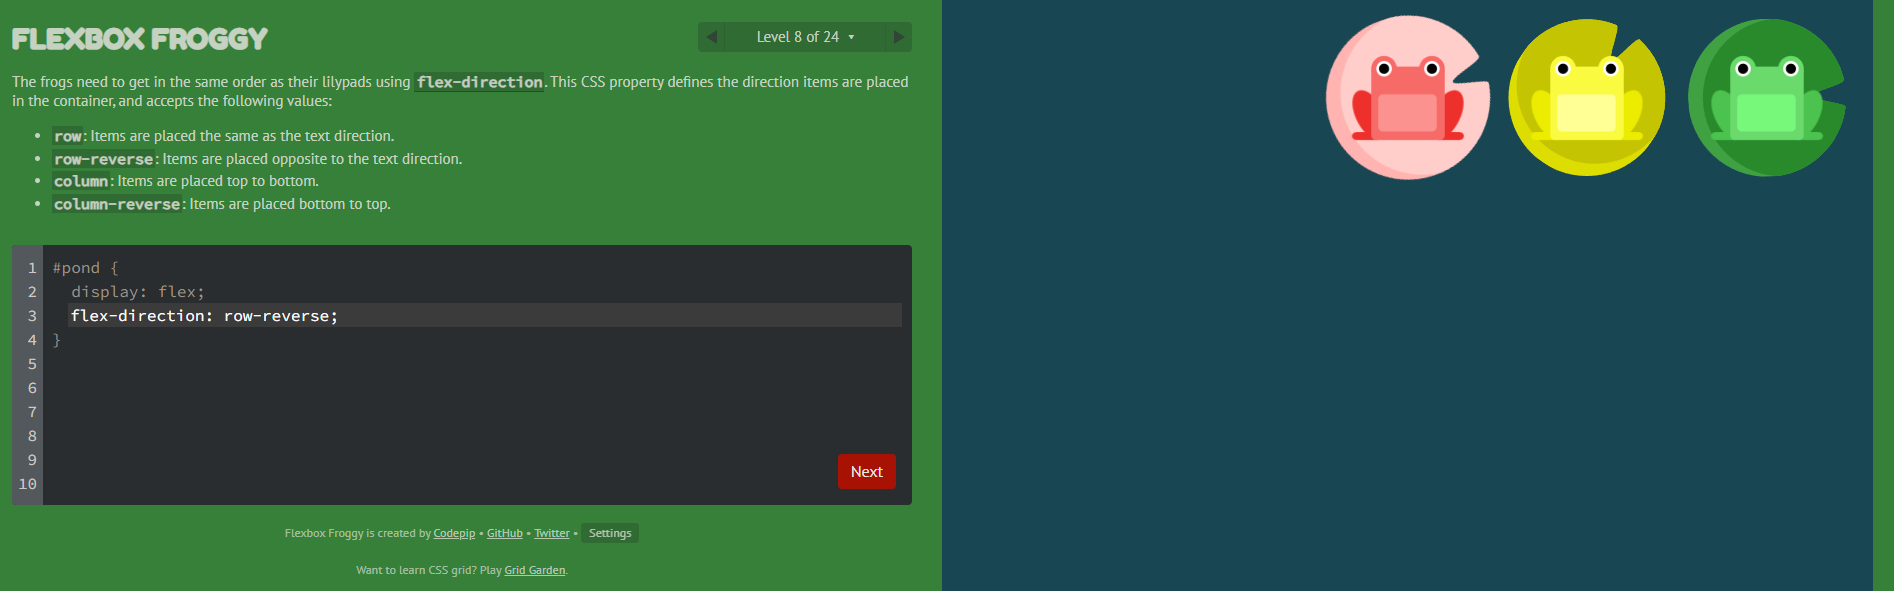 FLEXBOX FROGGY
Level 8 of 24
The frogs need to get in the same order as their lilypads using flex-direction. This CSS property defines the direction items are placed
in the container, and accepts the following values:
• row: Items are placed the same as the text direction.
• row-reverse: Items are placed opposite to the text direction.
• column: Items are placed top to bottom.
• column-reverse: Items are placed bottom to top.
1 #pond {
2 display: flex;
3 flex-direction: row-reverse;
4 }
5
6
7
8
9
10
Next
Flexbox Froggy is created by Codepip • GitHub • Twitter • Settings
Want to learn CSS grid? Play Grid Garden.